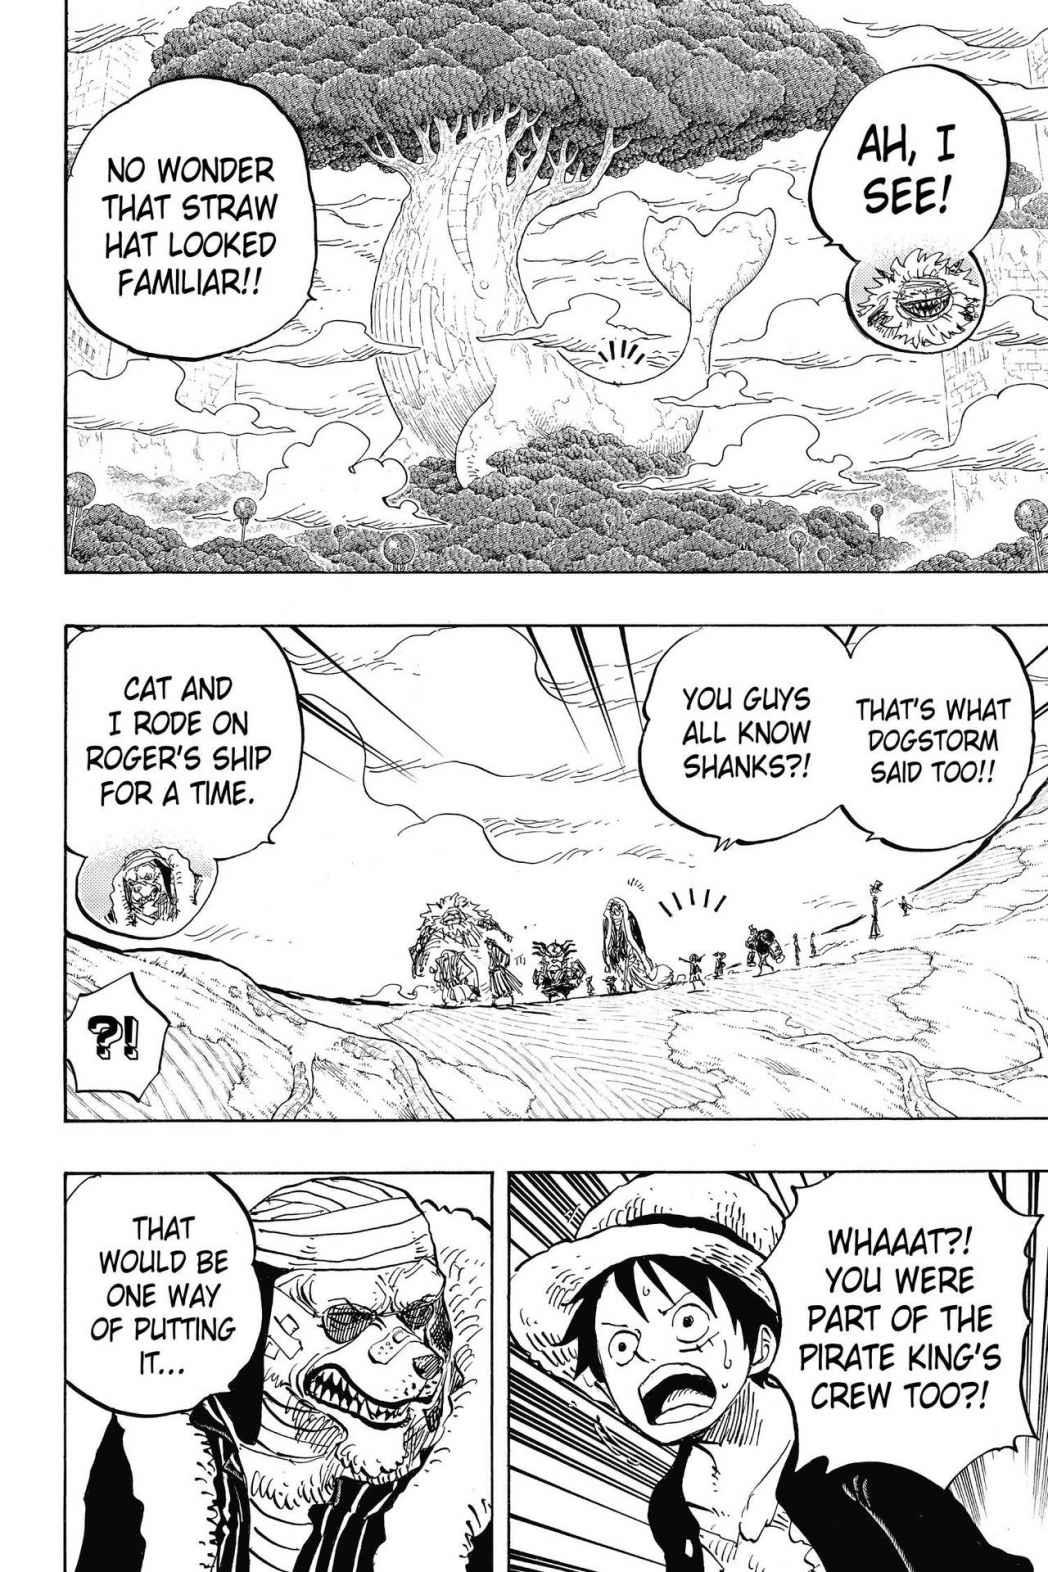 AH, I
SEE!
NO WONDER
THAT STRAW
HAT LOOKED
FAMILIAR!!
THAT'S WHAT
DOGSTORM
SAID TOO!!
YOU GUYS
ALL KNOW
SHANKS?!
CAT AND
I RODE ON
ROGER'S SHIP
FOR A TIME.
?!
WHAAAT?!
YOU WERE
PART OF THE
PIRATE KING'S
CREW TOO?!
THAT
WOULD BE
ONE WAY
OF PUTTING
IT...